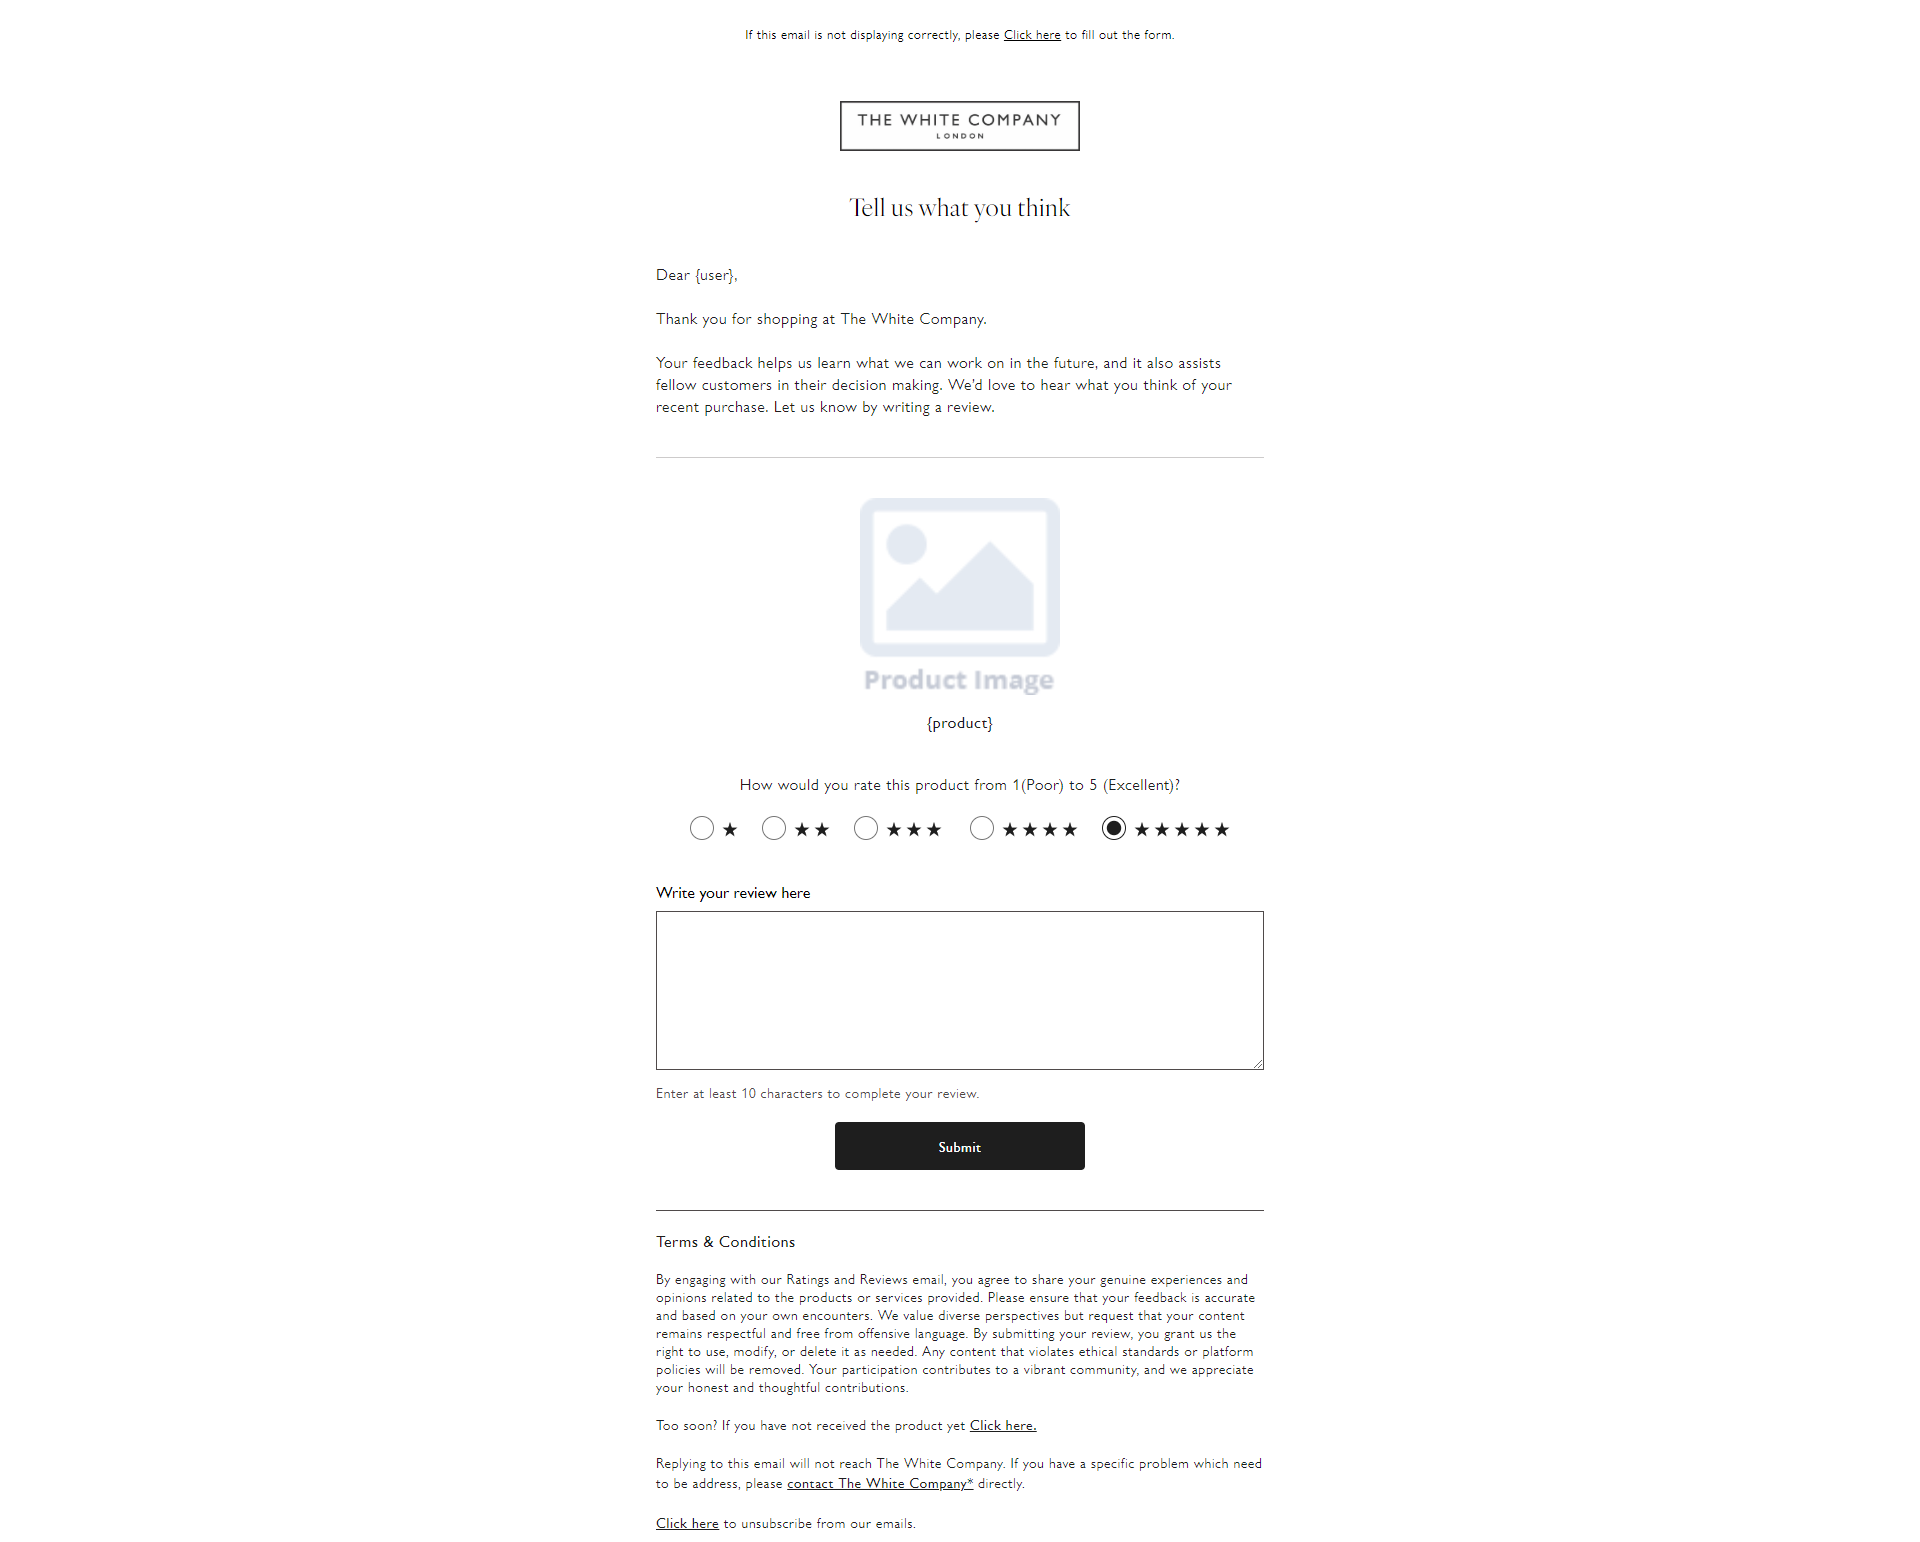 If this email is not displaying correctly, please Click here to fill out the form.
THE WHITE COMPANY
LONDON
Tell us what you think
Dear {user},
Thank you for shopping at The White Company.
Your feedback helps us learn what we can work on in the future, and it also assists
fellow customers in their decision making. We'd love to hear what you think of your
recent purchase. Let us know by writing a review.
Product Image
{product}
How would you rate this product from 1(Poor) to 5 (Excellent)?
★ ★★ ★★★ ★★★★ ★★★★★
Write your review here
Enter at least 10 characters to complete your review.
Submit
Terms & Conditions
By engaging with our Ratings and Reviews email, you agree to share your genuine experiences and
opinions related to the products or services provided. Please ensure that your feedback is accurate
and based on your own encounters. We value diverse perspectives but request that your content
remains respectful and free from offensive language. By submitting your review, you grant us the
right to use, modify, or delete it as needed. Any content that violates ethical standards or platform
policies will be removed. Your participation contributes to a vibrant community, and we appreciate
your honest and thoughtful contributions.
Too soon? If you have not received the product yet Click here.
Replying to this email will not reach The White Company. If you have a specific problem which need
to be address, please contact The White Company* directly.
Click here to unsubscribe from our emails.